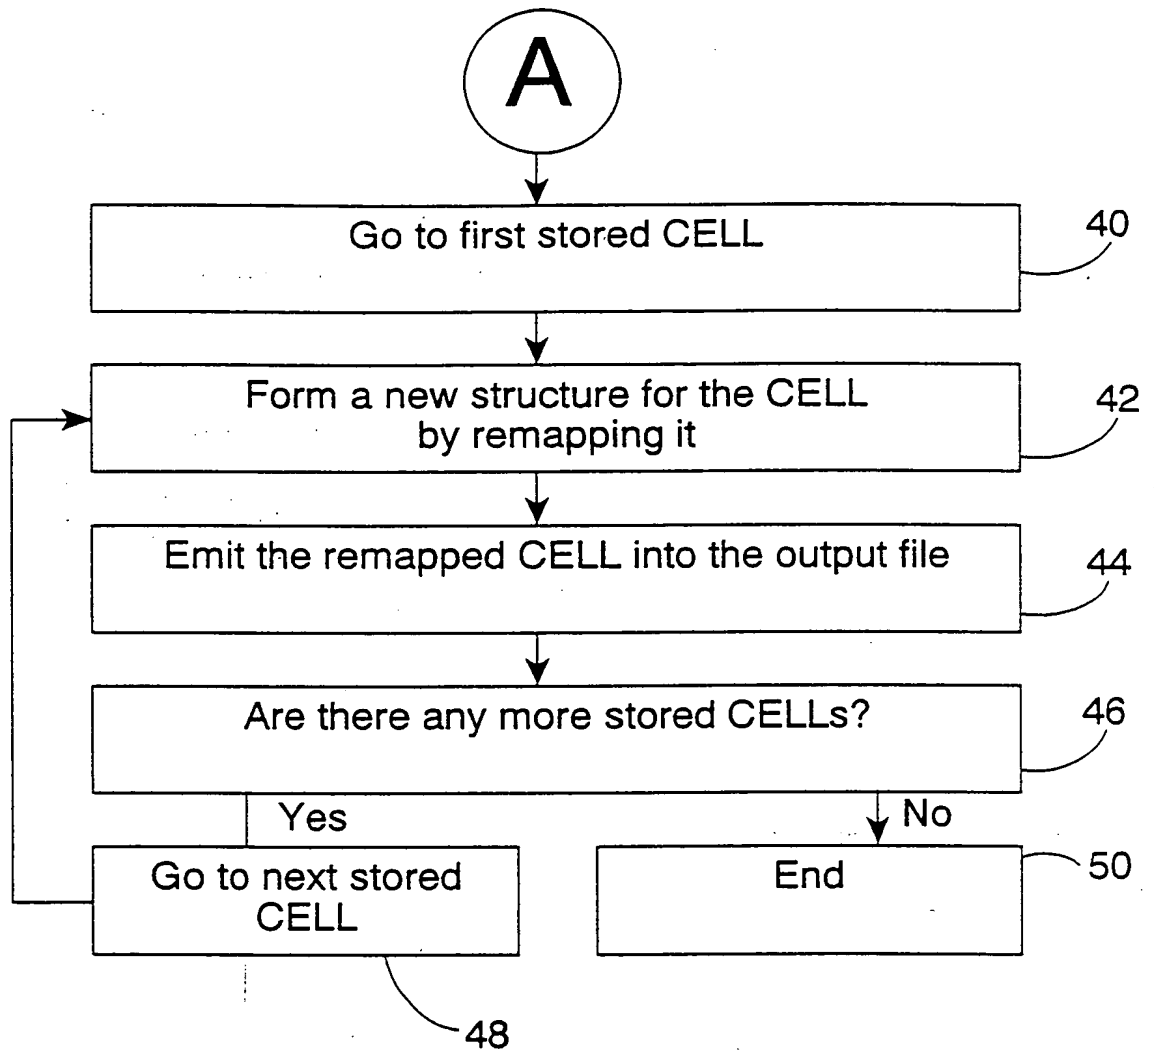 A
Go to first stored CELL
40
Form a new structure for the CELL
by remapping it
42
Emit the remapped CELL into the output file
44
Are there any more stored CELLs?
46
Yes
No
Go to next stored
CELL
End
50
48